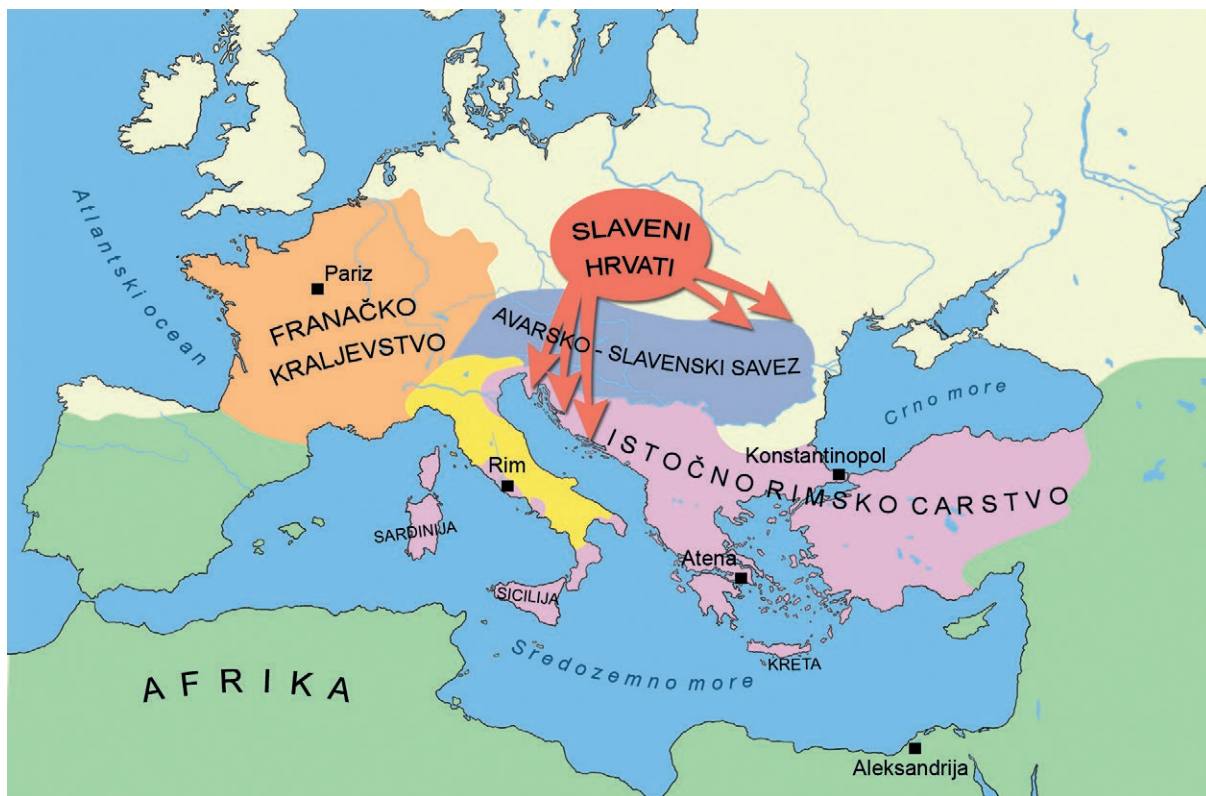 SLAVENI
HRVATI
Atlantski ocean
Pariz
FRANAČKO
KRALJEVSTVO
AVARSKO - SLAVENSKI SAVEZ
Crno more
Konstantinopol
ISTOČNO RIMSKO CARSTVO
Rim
SARDINIJA
Atena
SICILIJA
KRETA
Sredozemno more
AFRIKA
Aleksandrija